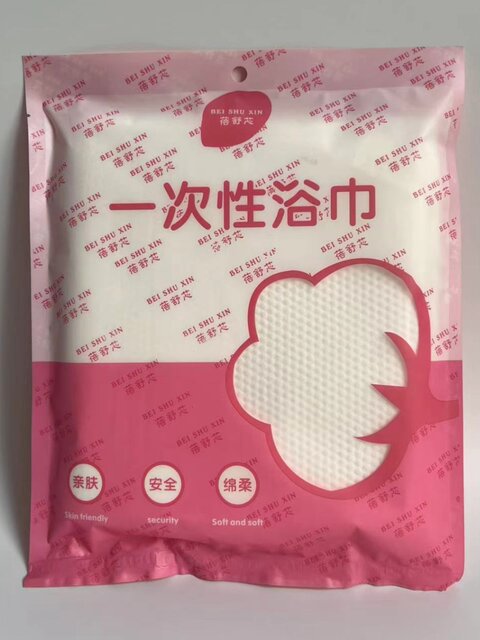 BEI SHU XIN
蓓舒芯
一次性浴巾
亲肤
安全
绵柔
Skin friendly
security
Soft and soft